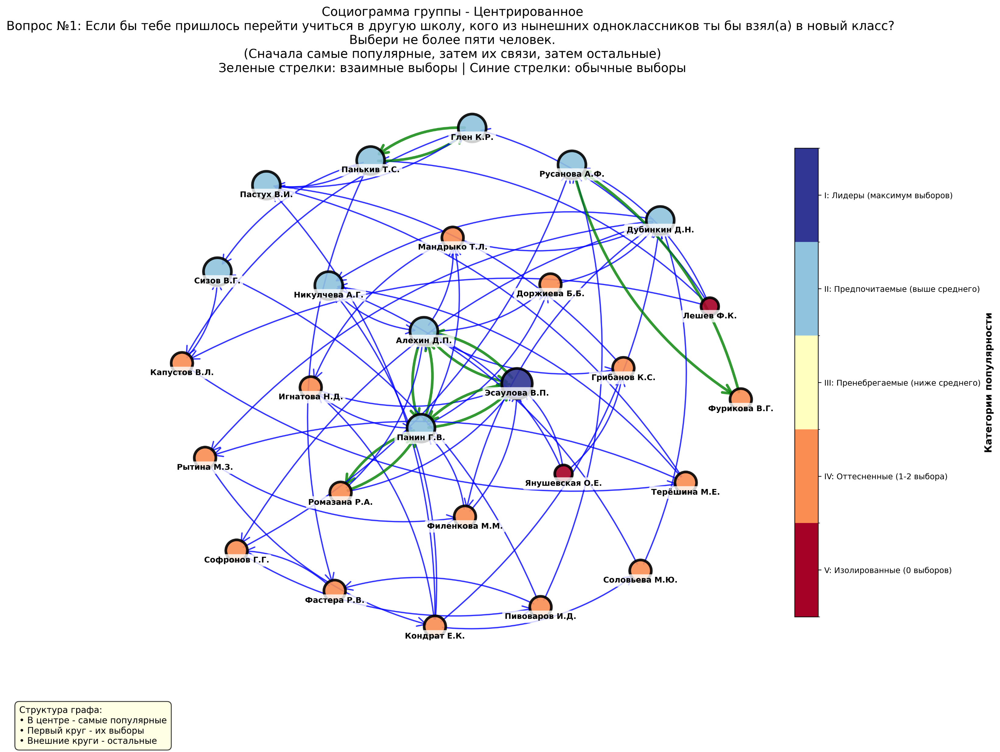 Социограмма группы - Центрированное
Вопрос №1: Если бы тебе пришлось перейти учиться в другую школу, кого из нынешних одноклассников ты бы взял(а) в новый класс?
Выбери не более пяти человек.
(Сначала самые популярные, затем их связи, затем остальные)
Зеленые стрелки: взаимные выборы | Синие стрелки: обычные выборы
Глен К.Р.
Панькив Т.С.
Русанова А.Ф.
Пастух В.И.
Дубинкин Д.Н.
Мандрыко Т.Л.
Сизов В.Г.
Никулчева А.Г.
Доржиева Б.Б.
Лешев Ф.К.
Алехин Д.П.
Капустов В.Л.
Грибанов К.С.
Игнатова Н.Д.
Эсаулова В.П.
Фурикова В.Г.
Панин Г.В.
Рытина М.З.
Янушевская О.Е.
Терёшина М.Е.
Ромазана Р.А.
Филенкова М.М.
Софронов Г.Г.
Соловьева М.Ю.
Фастера Р.В.
Пивоваров И.Д.
Кондрат Е.К.
I: Лидеры (максимум выборов)
II: Предпочитаемые (выше среднего)
III: Пренебрегаемые (ниже среднего)
IV: Оттесненные (1-2 выбора)
V: Изолированные (0 выборов)
Категории популярности
Структура графа:
• В центре - самые популярные
• Первый круг - их выборы
• Внешние круги - остальные